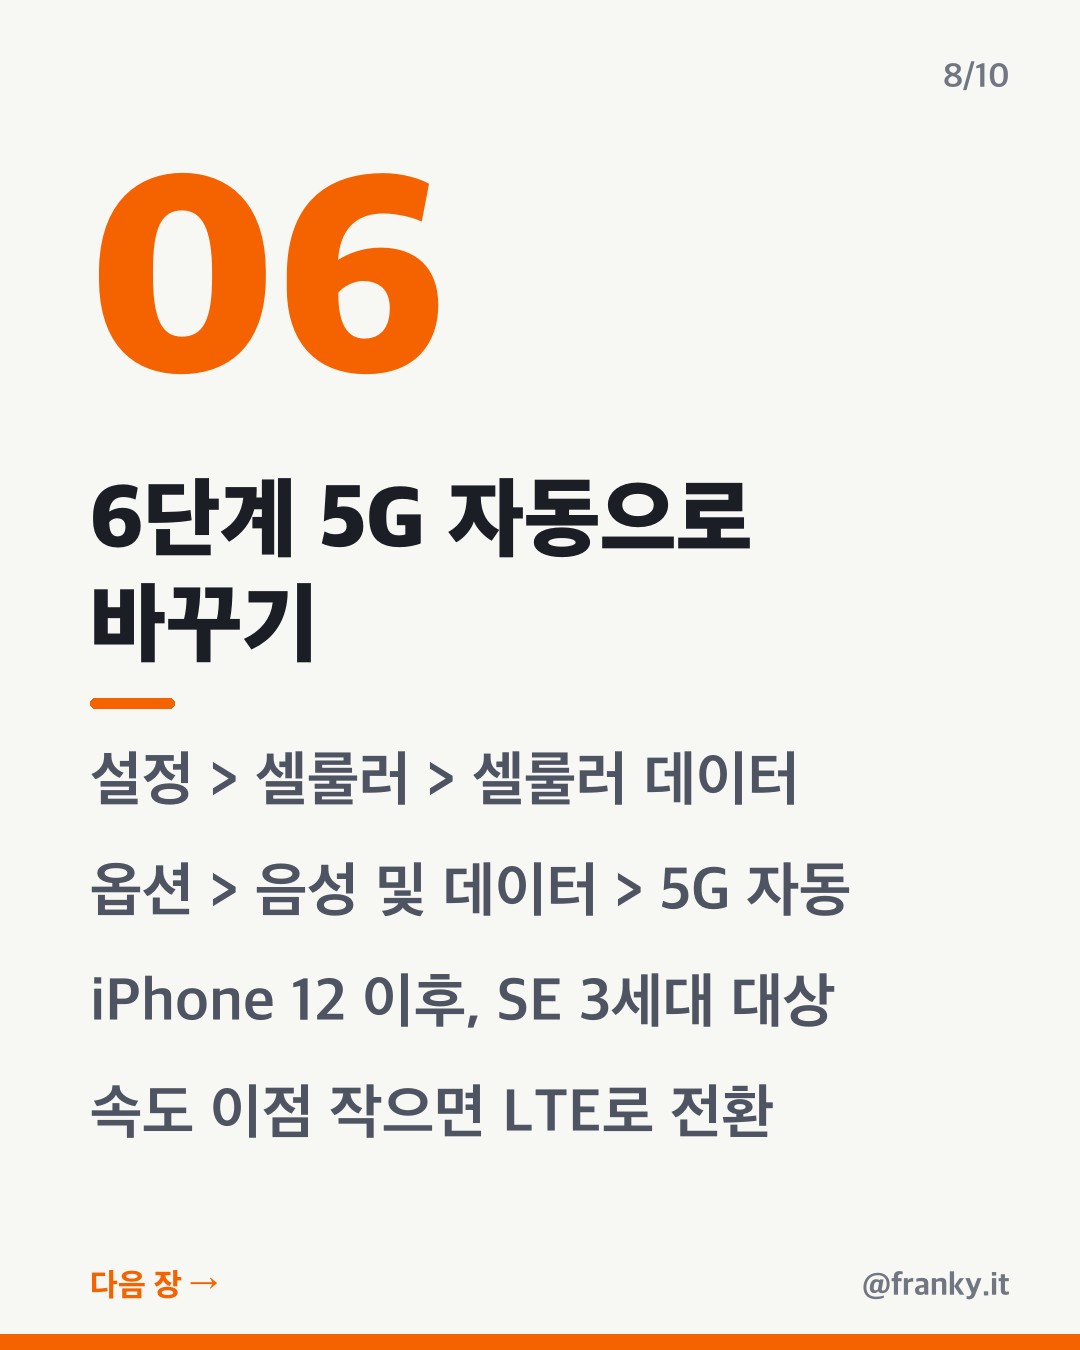 8/10
06
6단계 5G 자동으로
바꾸기
설정 > 셀룰러 > 셀룰러 데이터
옵션 > 음성 및 데이터 > 5G 자동
iPhone 12 이후, SE 3세대 대상
속도 이점 작으면 LTE로 전환
다음 장 →
@franky.it